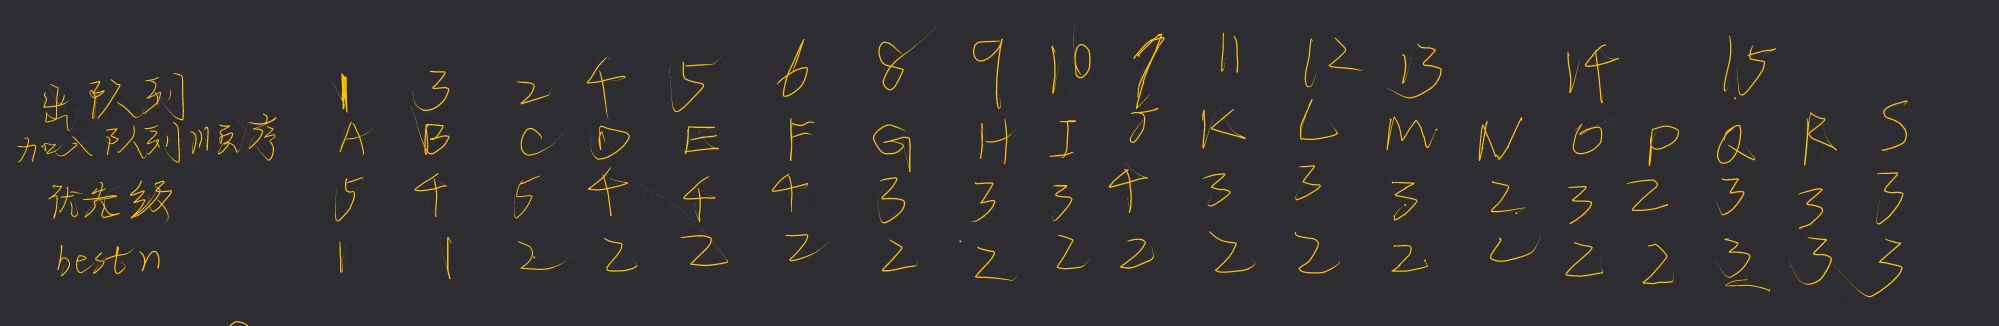 出队列 1 3 2 4 5 6 8 9 10 7 11 12 13 14 15
加入队列顺序 A B C D E F G H I J K L M N O P Q R S
优先级 5 4 5 4 4 4 3 3 3 4 3 3 3 2 3 2 3 3 3
bestn 1 1 2 2 2 2 2 2 2 2 2 2 2 2 2 2 3 3 3